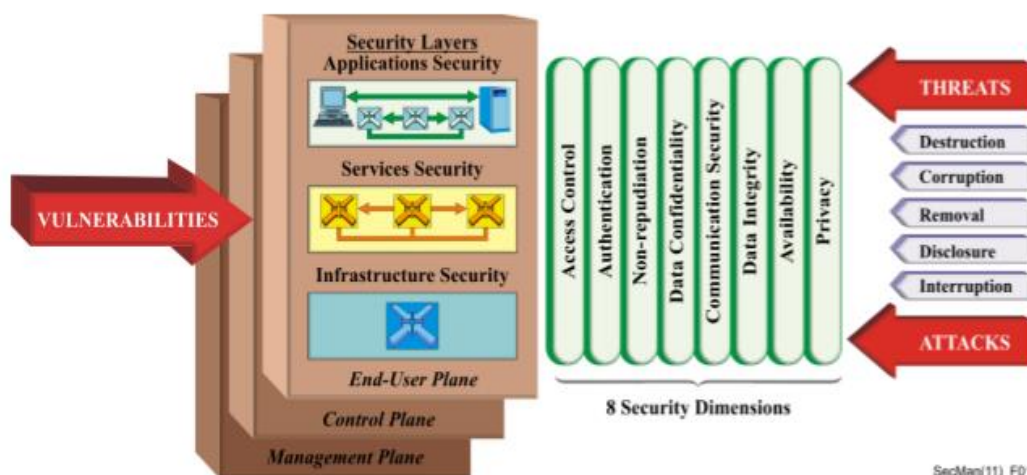 Security Layers
Applications Security
Services Security
Infrastructure Security
End-User Plane
Control Plane
Management Plane
VULNERABILITIES
Access Control
Authentication
Non-repudiation
Data Confidentiality
Communication Security
Data Integrity
Availability
Privacy
8 Security Dimensions
THREATS
Destruction
Corruption
Removal
Disclosure
Interruption
ATTACKS